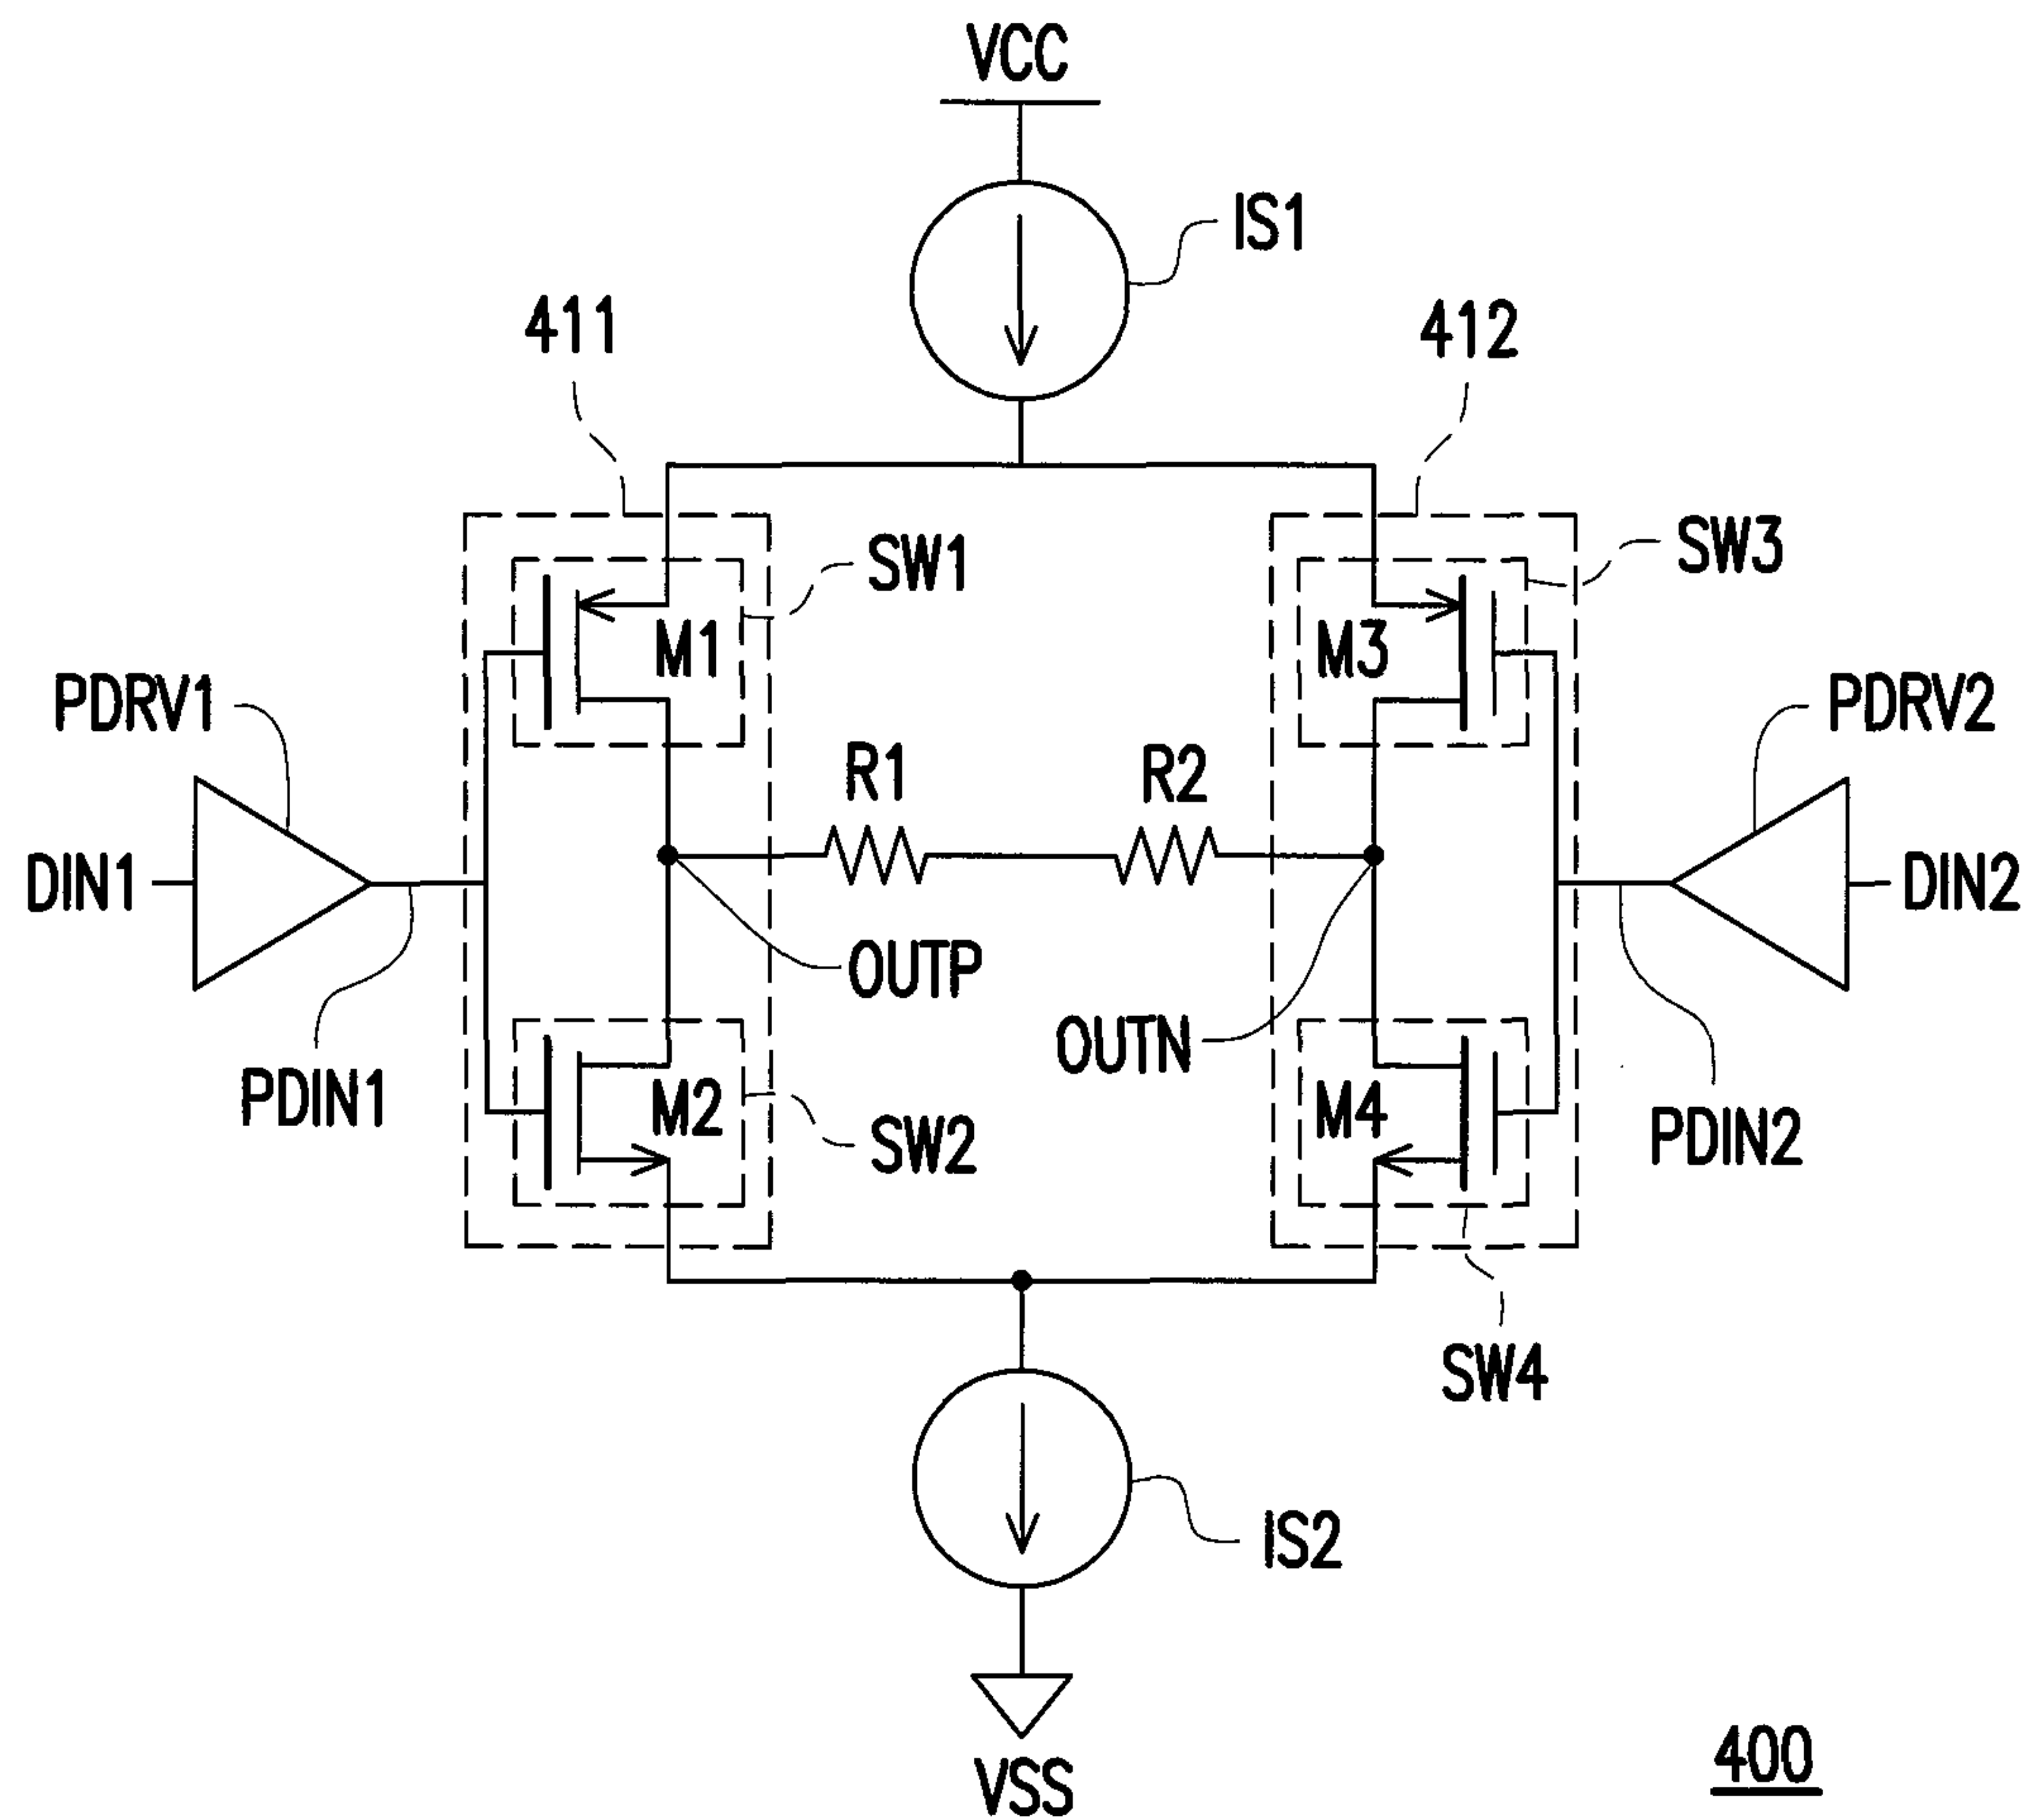 VCC
IS1
411
412
SW1
SW3
M1
M3
PDRV1
PDRV2
R1
R2
DIN1
DIN2
OUTP
OUTN
PDIN1
M2
M4
PDIN2
SW2
SW4
IS2
VSS
400